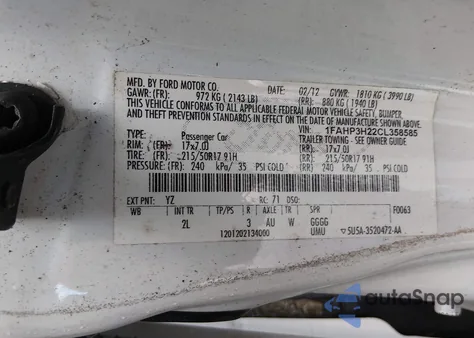 MFD. BY FORD MOTOR CO.
DATE: 02/12 GVWR: 1810 KG (3990 LB)
GAWR: (FR): 972 KG (2143 LB) (RR): 880 KG (1940 LB)
THIS VEHICLE CONFORMS TO ALL APPLICABLE FEDERAL MOTOR VEHICLE SAFETY, BUMPER,
AND THEFT PREVENTION STANDARDS IN EFFECT ON THE DATE OF MANUFACTURE SHOWN ABOVE.
VIN: 1FAHP3H22CL358585
TYPE: Passenger Car TRAILER TOWING - SEE OWNER GUIDE
RIM: (FR) 17x7.0J (RR) 17x7.0J
TIRE: (FR) 215/50R17 91H (RR) 215/50R17 91H
PRESSURE: (FR) 240 kPa/ 35 PSI COLD (RR) 240 kPa/ 35 PSI COLD
EXT PNT: YZ RC: 71 DSO:
WB INT TR TP/PS R AXLE TR SPR F0063
2L 3 AU W GGGG
1201202134000 UMU 5U5A-3520472-AA
autoSnap